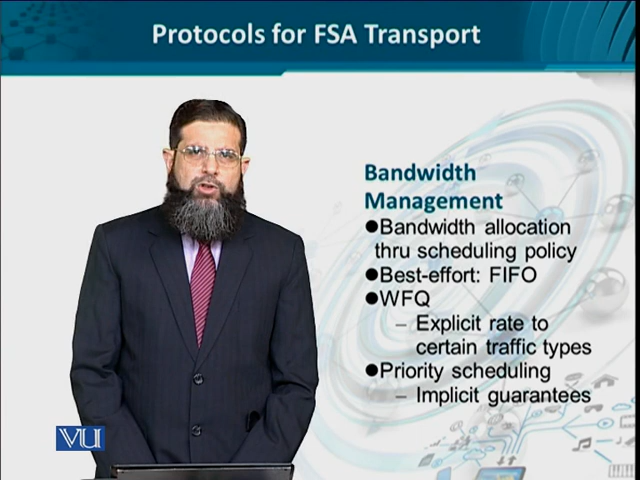 Protocols for FSA Transport
Bandwidth
Management
●Bandwidth allocation
thru scheduling policy
●Best-effort: FIFO
●WFQ
– Explicit rate to
certain traffic types
●Priority scheduling
– Implicit guarantees
VU